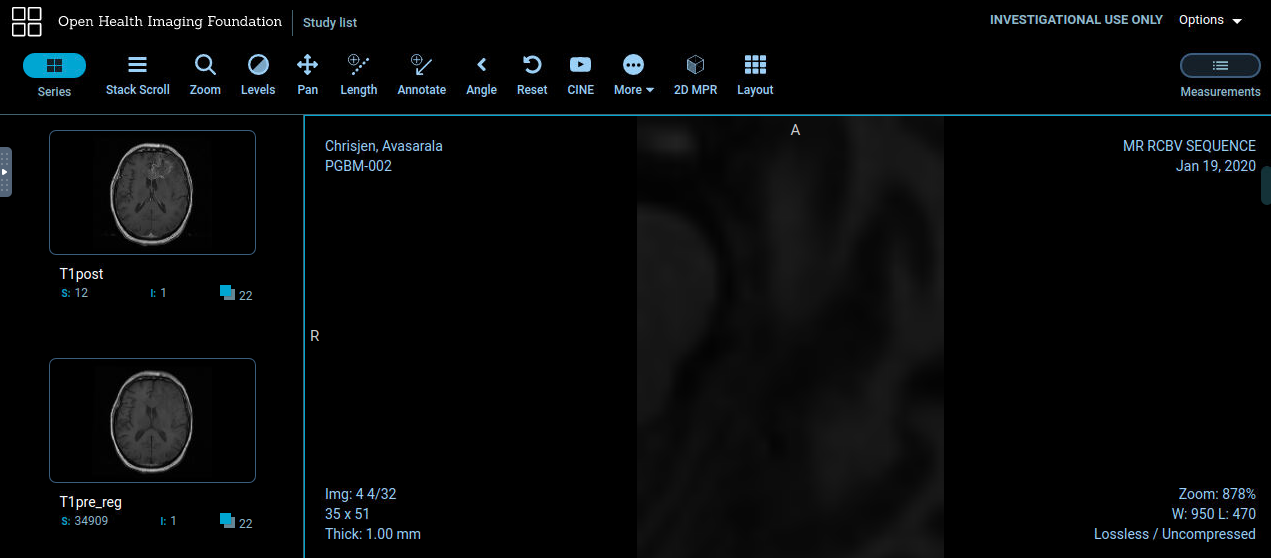 Open Health Imaging Foundation
Study list
INVESTIGATIONAL USE ONLY
Options
Series
Stack Scroll
Zoom
Levels
Pan
Length
Annotate
Angle
Reset
CINE
More
2D MPR
Layout
Measurements
T1post
S: 12 I: 1 22
T1pre_reg
S: 34909 I: 1 22
Chrisjen, Avasarala
PGBM-002
A
MR RCBV SEQUENCE
Jan 19, 2020
R
Img: 4 4/32
35 x 51
Thick: 1.00 mm
Zoom: 878%
W: 950 L: 470
Lossless / Uncompressed